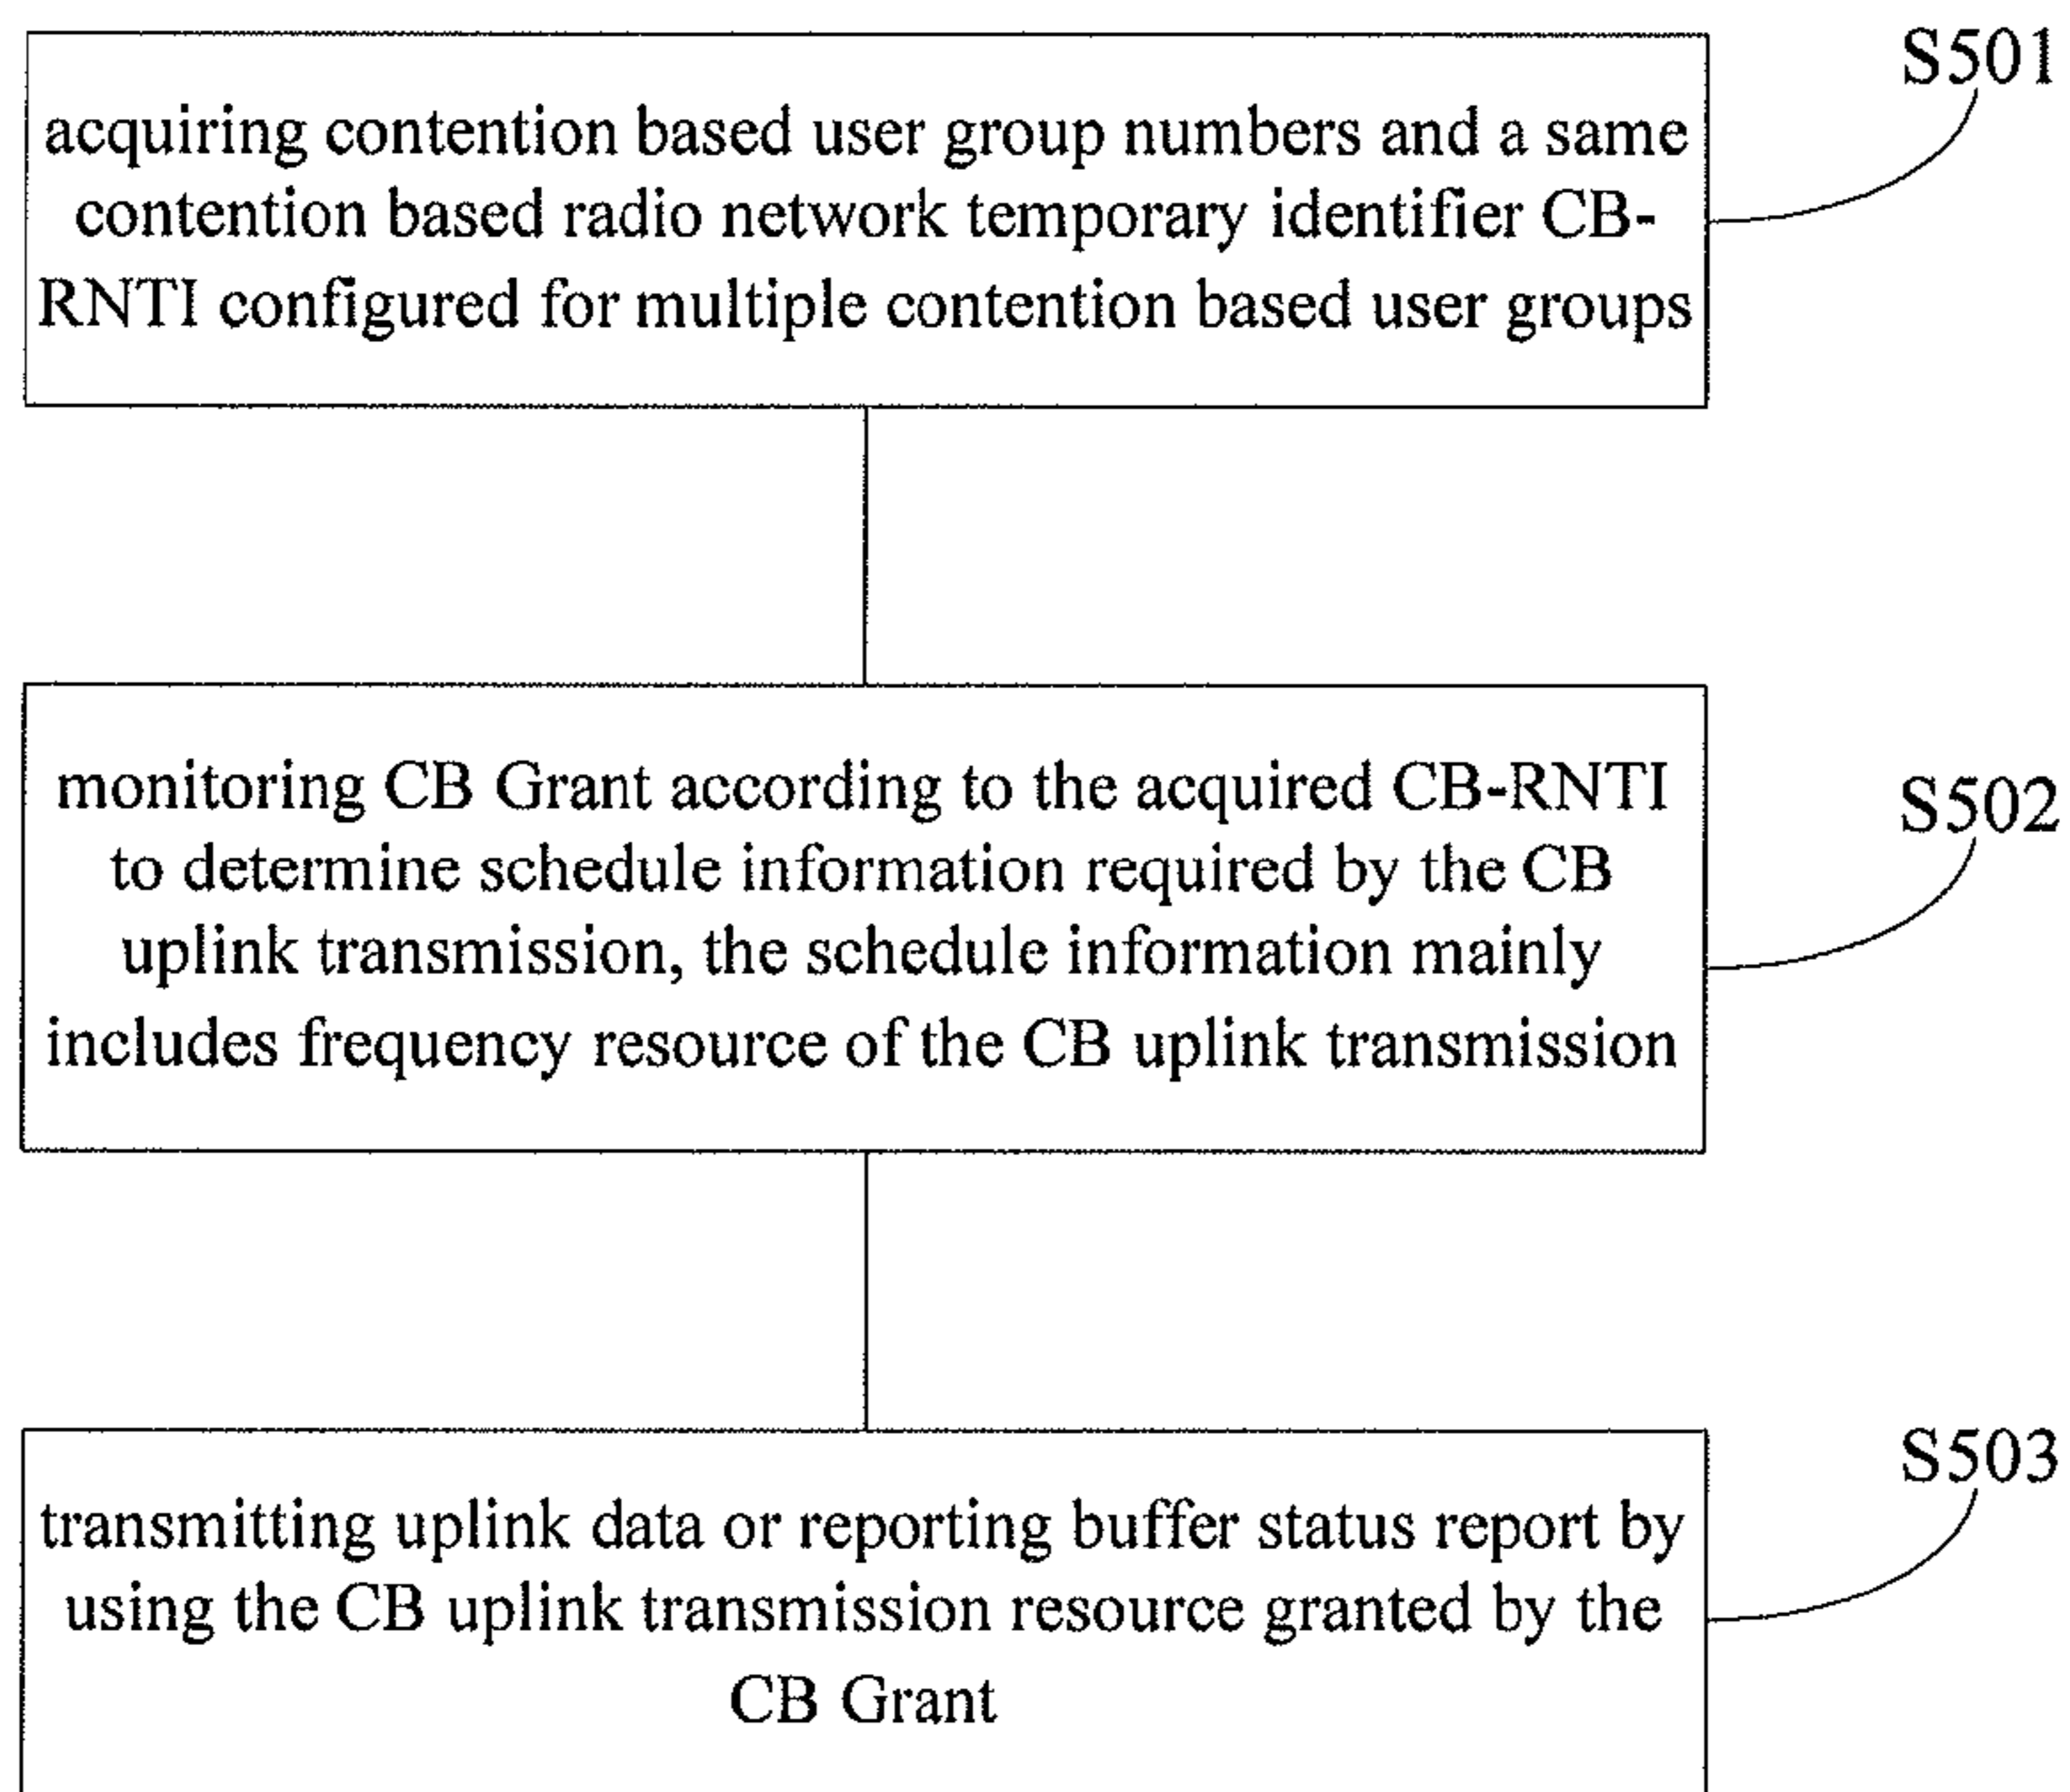 S501
acquiring contention based user group numbers and a same
contention based radio network temporary identifier CB-
RNTI configured for multiple contention based user groups
S502
monitoring CB Grant according to the acquired CB-RNTI
to determine schedule information required by the CB
uplink transmission, the schedule information mainly
includes frequency resource of the CB uplink transmission
S503
transmitting uplink data or reporting buffer status report by
using the CB uplink transmission resource granted by the
CB Grant